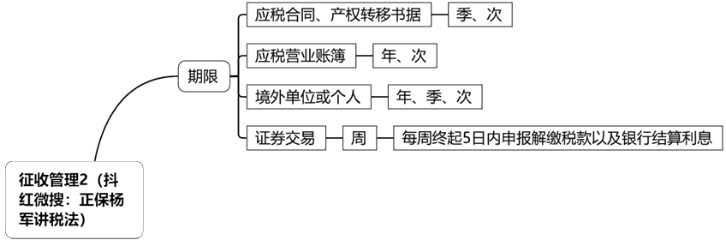 应税合同、产权转移书据
季、次
应税营业账簿
年、次
期限
境外单位或个人
年、季、次
证券交易
周
每周终起5日内申报解缴税款以及银行结算利息
征收管理2（抖
红微搜：正保杨
军讲税法）